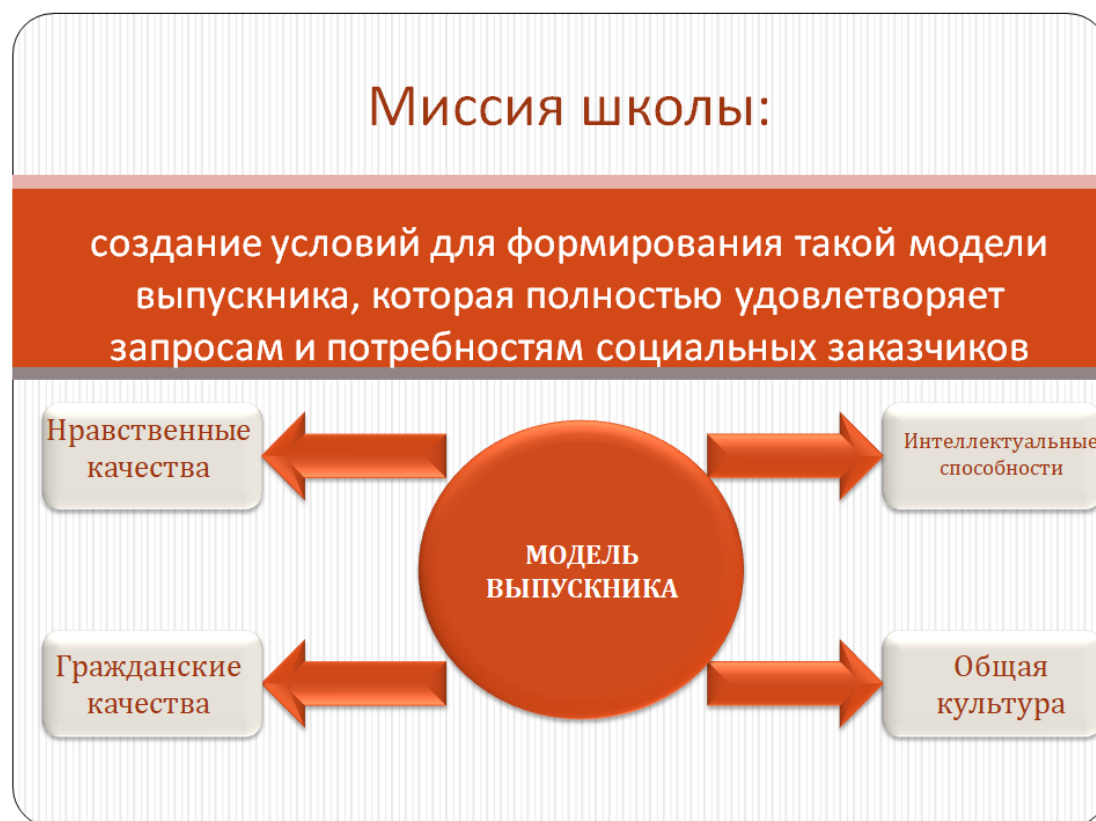 Миссия школы:
создание условий для формирования такой модели
выпускника, которая полностью удовлетворяет
запросам и потребностям социальных заказчиков
Нравственные
качества
Интеллектуальные
способности
МОДЕЛЬ
ВЫПУСКНИКА
Гражданские
качества
Общая
культура